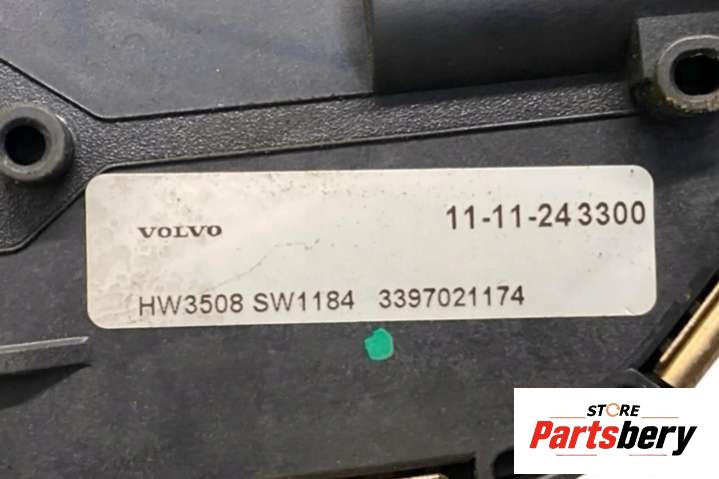 VOLVO 11-11-24 3300
HW3508 SW1184 3397021174
STORE
Partsbery